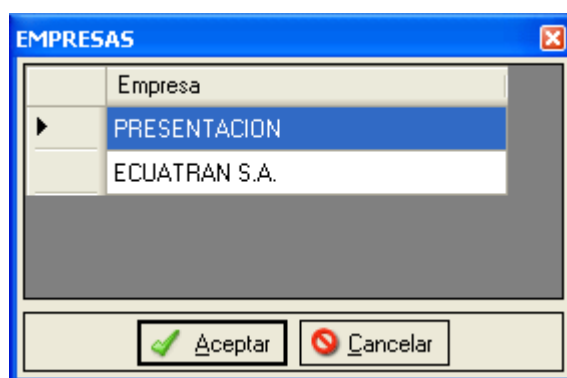 EMPRESAS
Empresa
PRESENTACION
ECUATRAN S.A.
Aceptar Cancelar